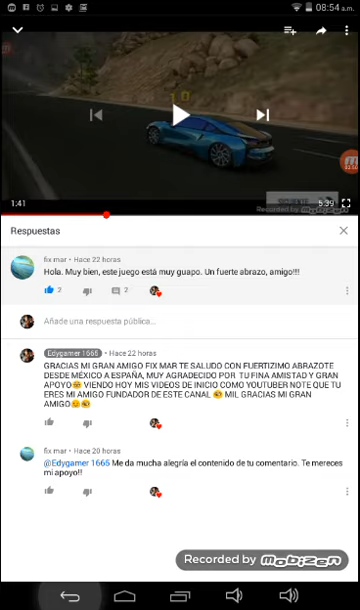 08:54 a.m.
1:41
5:39
Recorded by
Respuestas
fix mar • Hace 22 horas
Hola. Muy bien, este juego está muy guapo. Un fuerte abrazo, amigo!!!
2
2
Añade una respuesta pública...
Edygamer 1665 • Hace 22 horas
GRACIAS MI GRAN AMIGO FIX MAR TE SALUDO CON FUERTIZIMO ABRAZOTE
DESDE MÉXICO A ESPAÑA, MUY AGRADECIDO POR TU FINA AMISTAD Y GRAN
APOYO VIENDO HOY MIS VIDEOS DE INICIO COMO YOUTUBER NOTE QUE TU
ERES MI AMIGO FUNDADOR DE ESTE CANAL MIL GRACIAS MI GRAN
AMIGO
fix mar • Hace 20 horas
@Edygamer 1665 Me da mucha alegría el contenido de tu comentario. Te mereces
mi apoyo!!
Recorded by Mobizen